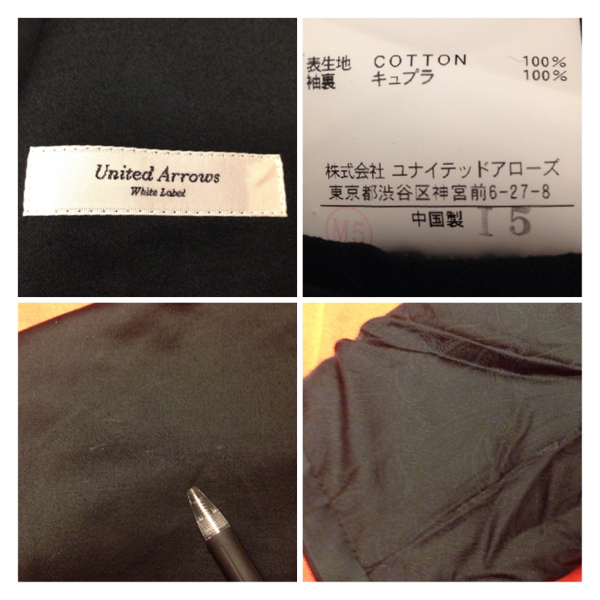 United Arrows
White Label
表生地 COTTON 100%
袖裏 キュプラ 100%
株式会社 ユナイテッドアローズ
東京都渋谷区神宮前6-27-8
中国製 I5
M5